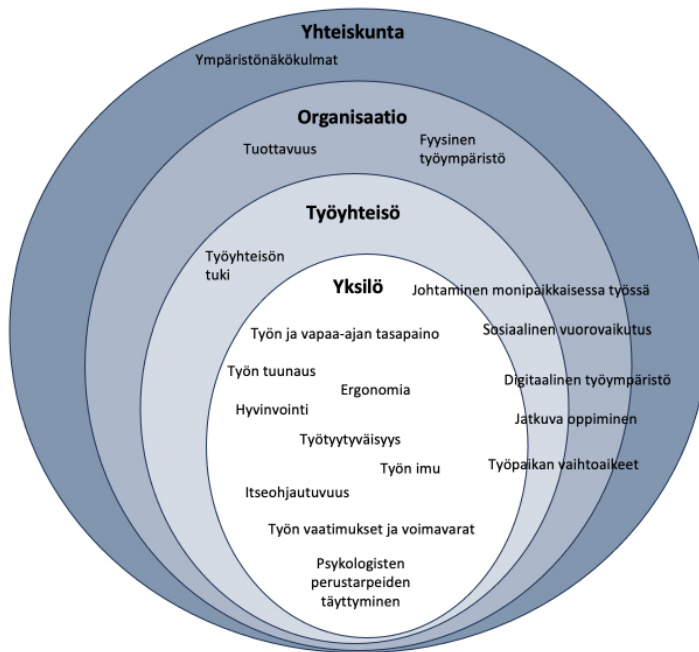 Yhteiskunta
Ympäristönäkökulmat
Organisaatio
Tuottavuus
Fyysinen
työympäristö
Työyhteisö
Työyhteisön
tuki
Yksilö
Johtaminen monipaikkaisessa työssä
Työn ja vapaa-ajan tasapaino
Sosiaalinen vuorovaikutus
Työn tuunaus
Ergonomia
Digitaalinen työympäristö
Hyvinvointi
Jatkuva oppiminen
Työtyytyväisyys
Työn imu
Työpaikan vaihtoaikeet
Itseohjautuvuus
Työn vaatimukset ja voimavarat
Psykologisten
perustarpeiden
täyttyminen